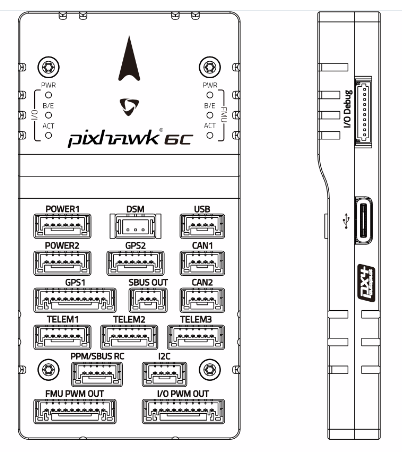 PWR PWR
B/E B/E
I/O FMU
ACT ACT
pixhawk® 6C
I/O Debug
POWER1 DSM USB
POWER2 GPS2 CAN1
GPS1 SBUS OUT CAN2
TELEM1 TELEM2 TELEM3
PPM/SBUS RC I2C
FMU PWM OUT I/O PWM OUT